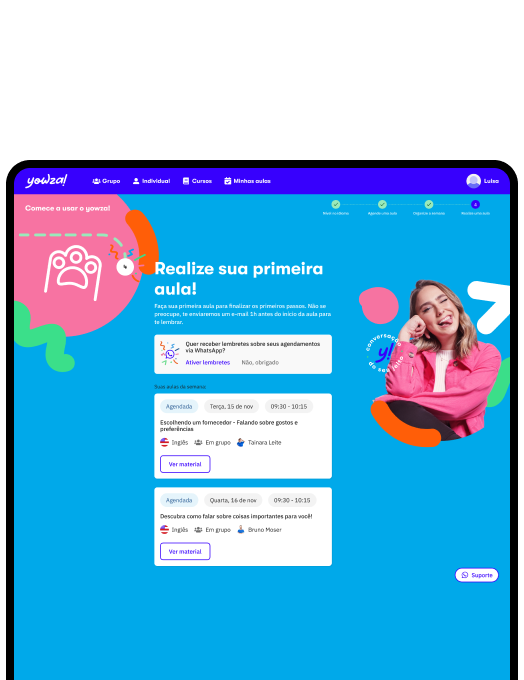 yowza!
Grupo
Individual
Cursos
Minhas aulas
Luisa
Comece a usar o yowza!
Agende uma aula
Realize uma aula
Realize sua primeira
aula!
Faça sua primeira aula para finalizar os primeiros passos. Não se
preocupe, te enviaremos um e-mail 1h antes do início da aula para
te lembrar.
Quer receber lembretes sobre seus agendamentos
via WhatsApp?
Ativar lembretes
Não, obrigado
Suas aulas da semana
Agendada
Terça, 15 de nov
09:30 - 10:15
Escolhendo um fornecedor - Falando sobre gostos e
preferências
Inglês
Em grupo
Tainara Leite
Ver material
Agendada
Quarta, 16 de nov
09:30 - 10:15
Descubra como falar sobre coisas importantes para você!
Inglês
Em grupo
Bruno Moser
Ver material
conversação
y!
do seu jeito
Suporte